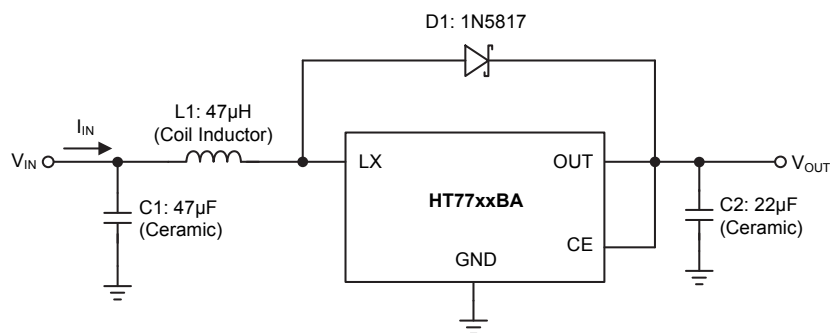 D1: 1N5817
L1: 47µH
(Coil Inductor)
I_IN
V_IN
LX
OUT
V_OUT
HT77xxBA
C1: 47µF
(Ceramic)
C2: 22µF
(Ceramic)
CE
GND